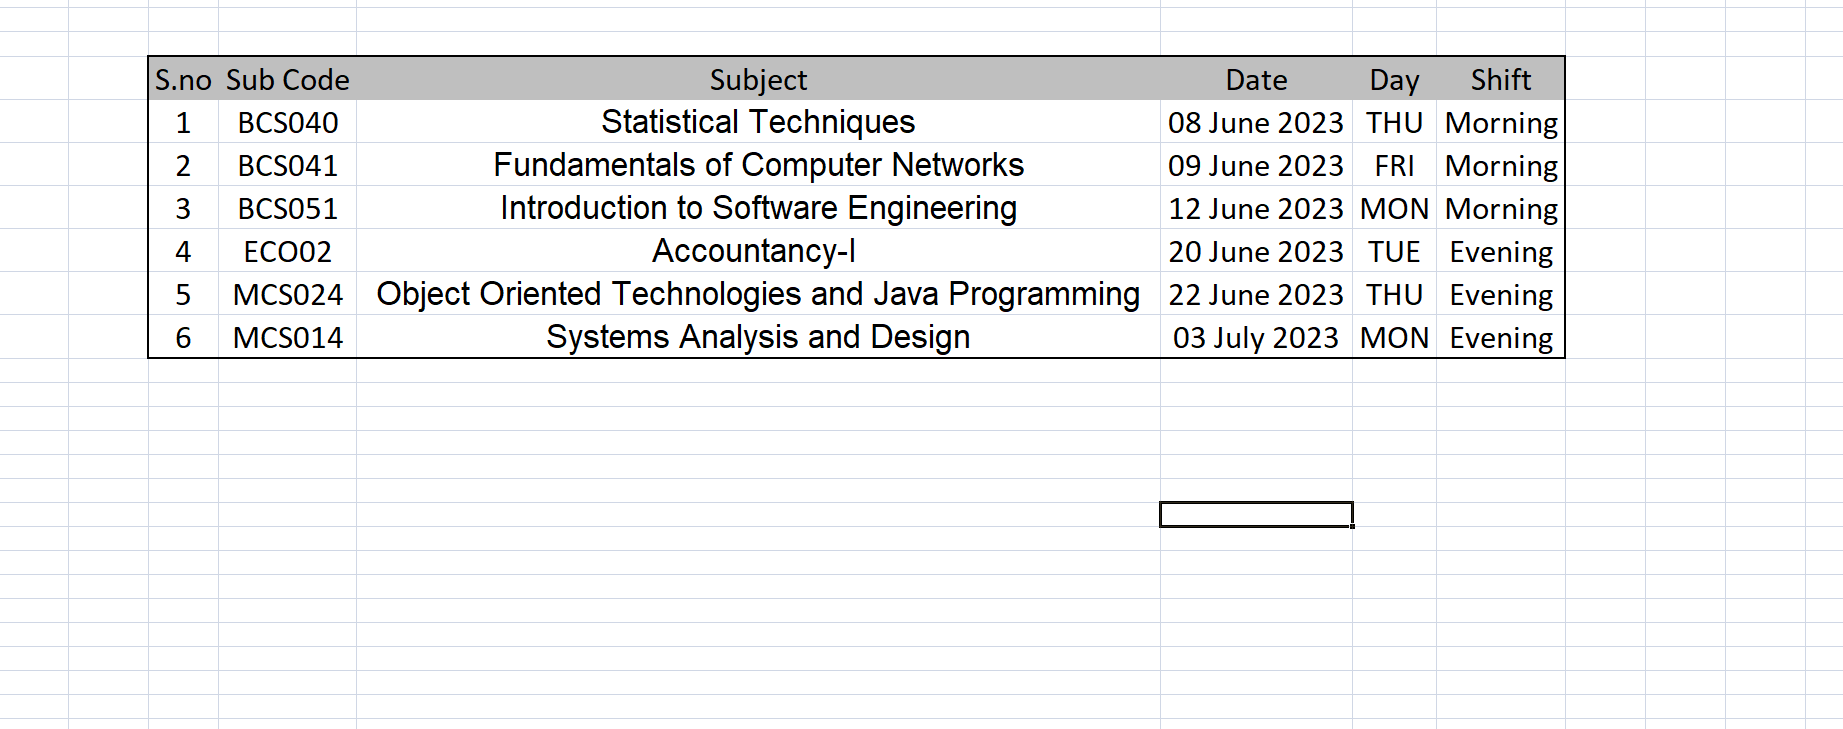 S.no Sub Code Subject Date Day Shift
1 BCS040 Statistical Techniques 08 June 2023 THU Morning
2 BCS041 Fundamentals of Computer Networks 09 June 2023 FRI Morning
3 BCS051 Introduction to Software Engineering 12 June 2023 MON Morning
4 ECO02 Accountancy-I 20 June 2023 TUE Evening
5 MCS024 Object Oriented Technologies and Java Programming 22 June 2023 THU Evening
6 MCS014 Systems Analysis and Design 03 July 2023 MON Evening